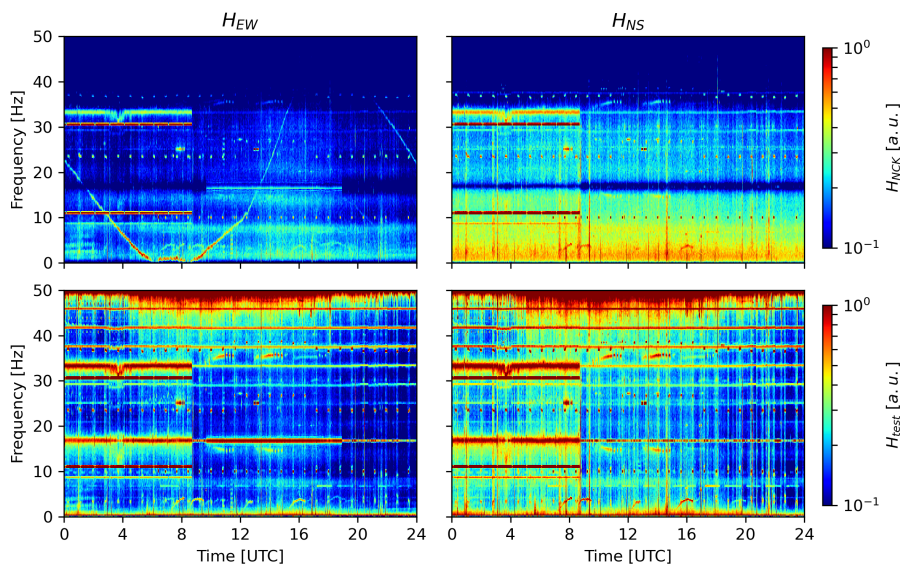 H_EW
H_NS
50
40
30
20
10
0
Frequency [Hz]
10^0
10^-1
H_NCK [a. u.]
50
40
30
20
10
0
Frequency [Hz]
0 4 8 12 16 20 24
Time [UTC]
0 4 8 12 16 20 24
Time [UTC]
10^0
10^-1
H_test [a. u.]